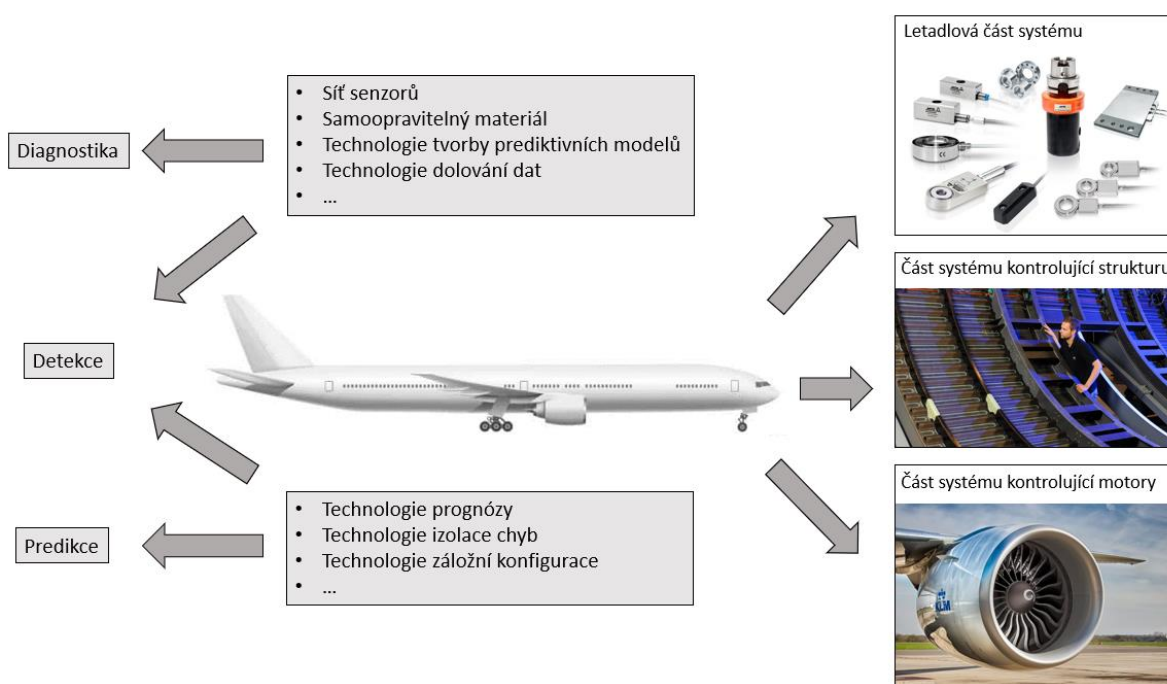 Diagnostika
• Síť senzorů
• Samoopravitelný materiál
• Technologie tvorby prediktivních modelů
• Technologie dolování dat
• ...
Detekce
Predikce
• Technologie prognózy
• Technologie izolace chyb
• Technologie záložní konfigurace
• ...
Letadlová část systému
Část systému kontrolující strukturu
Část systému kontrolující motory
KLM